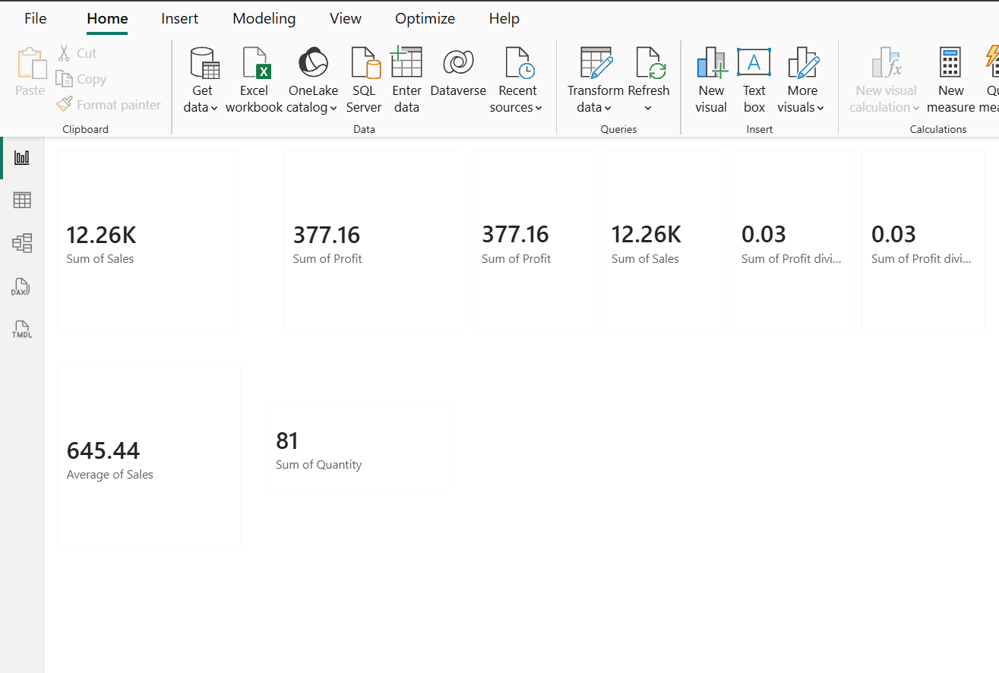 File Home Insert Modeling View Optimize Help
Paste
Cut
Copy
Format painter
Clipboard
Get data
Excel workbook
OneLake catalog
SQL Server
Enter data
Dataverse
Recent sources
Data
Transform data
Refresh
Queries
New visual
Text box
More visuals
Insert
New visual calculation
New measure
Calculations
DAX
TMDL
12.26K
Sum of Sales
377.16
Sum of Profit
377.16
Sum of Profit
12.26K
Sum of Sales
0.03
Sum of Profit divi...
0.03
Sum of Profit divi...
645.44
Average of Sales
81
Sum of Quantity